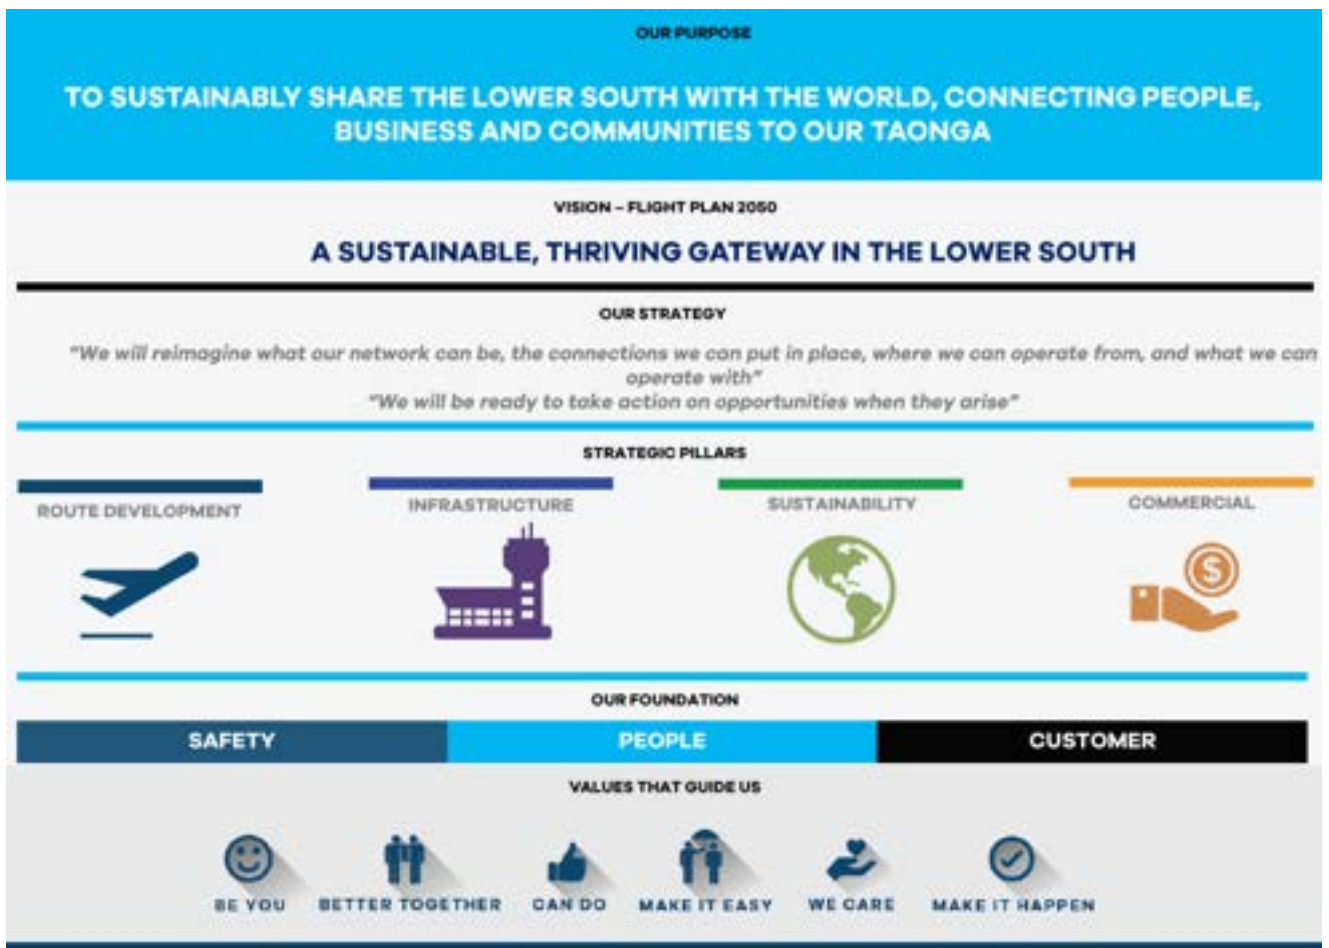 OUR PURPOSE
TO SUSTAINABLY SHARE THE LOWER SOUTH WITH THE WORLD, CONNECTING PEOPLE,
BUSINESS AND COMMUNITIES TO OUR TAONGA
VISION – FLIGHT PLAN 2050
A SUSTAINABLE, THRIVING GATEWAY IN THE LOWER SOUTH
OUR STRATEGY
"We will reimagine what our network can be, the connections we can put in place, where we can operate from, and what we can
operate with"
"We will be ready to take action on opportunities when they arise"
STRATEGIC PILLARS
ROUTE DEVELOPMENT
INFRASTRUCTURE
SUSTAINABILITY
COMMERCIAL
$
OUR FOUNDATION
SAFETY
PEOPLE
CUSTOMER
VALUES THAT GUIDE US
BE YOU
BETTER TOGETHER
CAN DO
MAKE IT EASY
WE CARE
MAKE IT HAPPEN